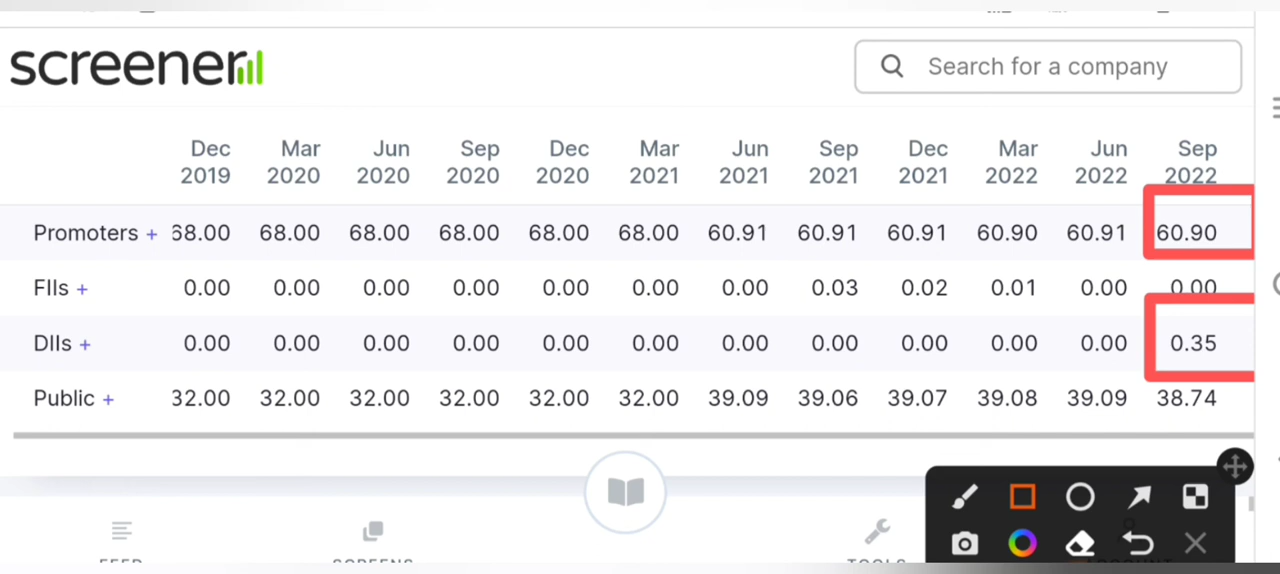 screener
Search for a company
Dec 2019 Mar 2020 Jun 2020 Sep 2020 Dec 2020 Mar 2021 Jun 2021 Sep 2021 Dec 2021 Mar 2022 Jun 2022 Sep 2022
Promoters + 68.00 68.00 68.00 68.00 68.00 68.00 60.91 60.91 60.91 60.90 60.91 60.90
FIIs + 0.00 0.00 0.00 0.00 0.00 0.00 0.00 0.03 0.02 0.01 0.00 0.00
DIIs + 0.00 0.00 0.00 0.00 0.00 0.00 0.00 0.00 0.00 0.00 0.00 0.35
Public + 32.00 32.00 32.00 32.00 32.00 32.00 39.09 39.06 39.07 39.08 39.09 38.74
FEED SCREENS TOOLS